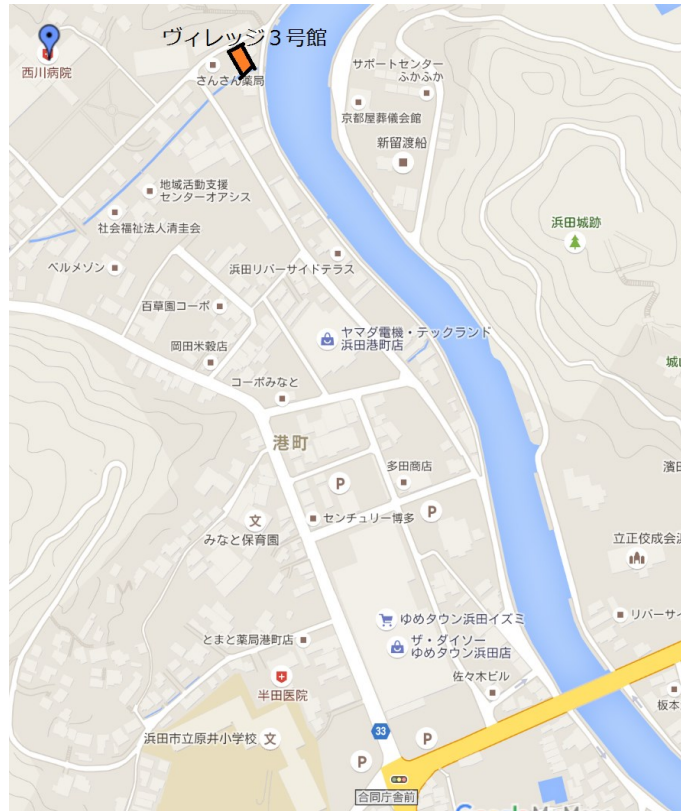 ヴィレッジ３号館
西川病院
さんさん薬局
サポートセンター
ふかふか
京都屋葬儀会館
新留渡船
地域活動支援
センターオアシス
社会福祉法人清圭会
浜田城跡
ベルメゾン
浜田リバーサイドテラス
百草園コーポ
ヤマダ電機・テックランド
浜田港町店
岡田米穀店
城山
コーポみなと
港町
多田商店
濱田
P
P
センチュリー博多
みなと保育園
立正佼成会浜
ゆめタウン浜田イズミ
リバーサイ
とまと薬局港町店
ザ・ダイソー
ゆめタウン浜田店
佐々木ビル
半田医院
板本
33
浜田市立原井小学校
P
P
合同庁舎前